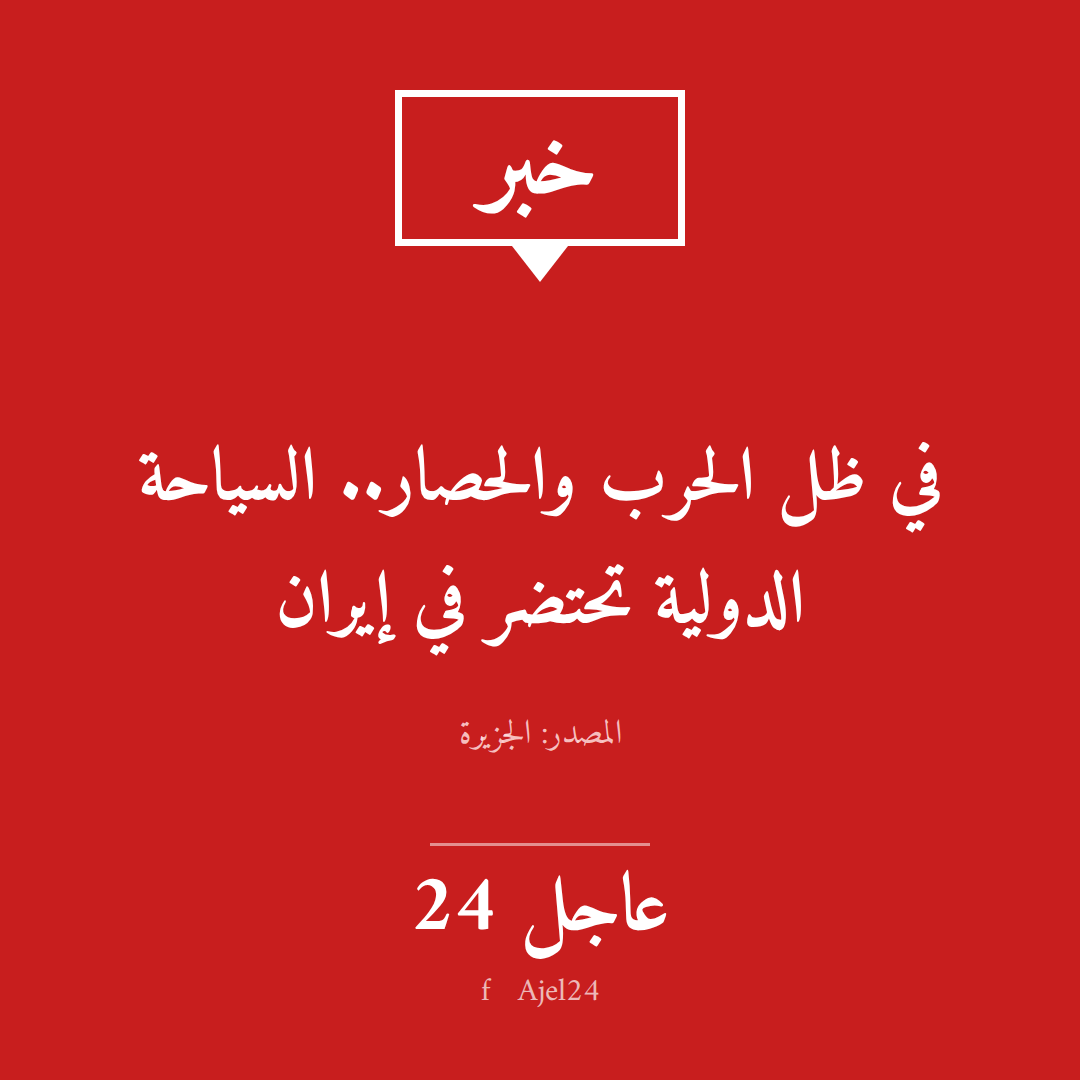 خبر
في ظل الحرب والحصار.. السياحة
الدولية تحتضر في إيران
المصدر: الجزيرة
عاجل 24
f Ajel24